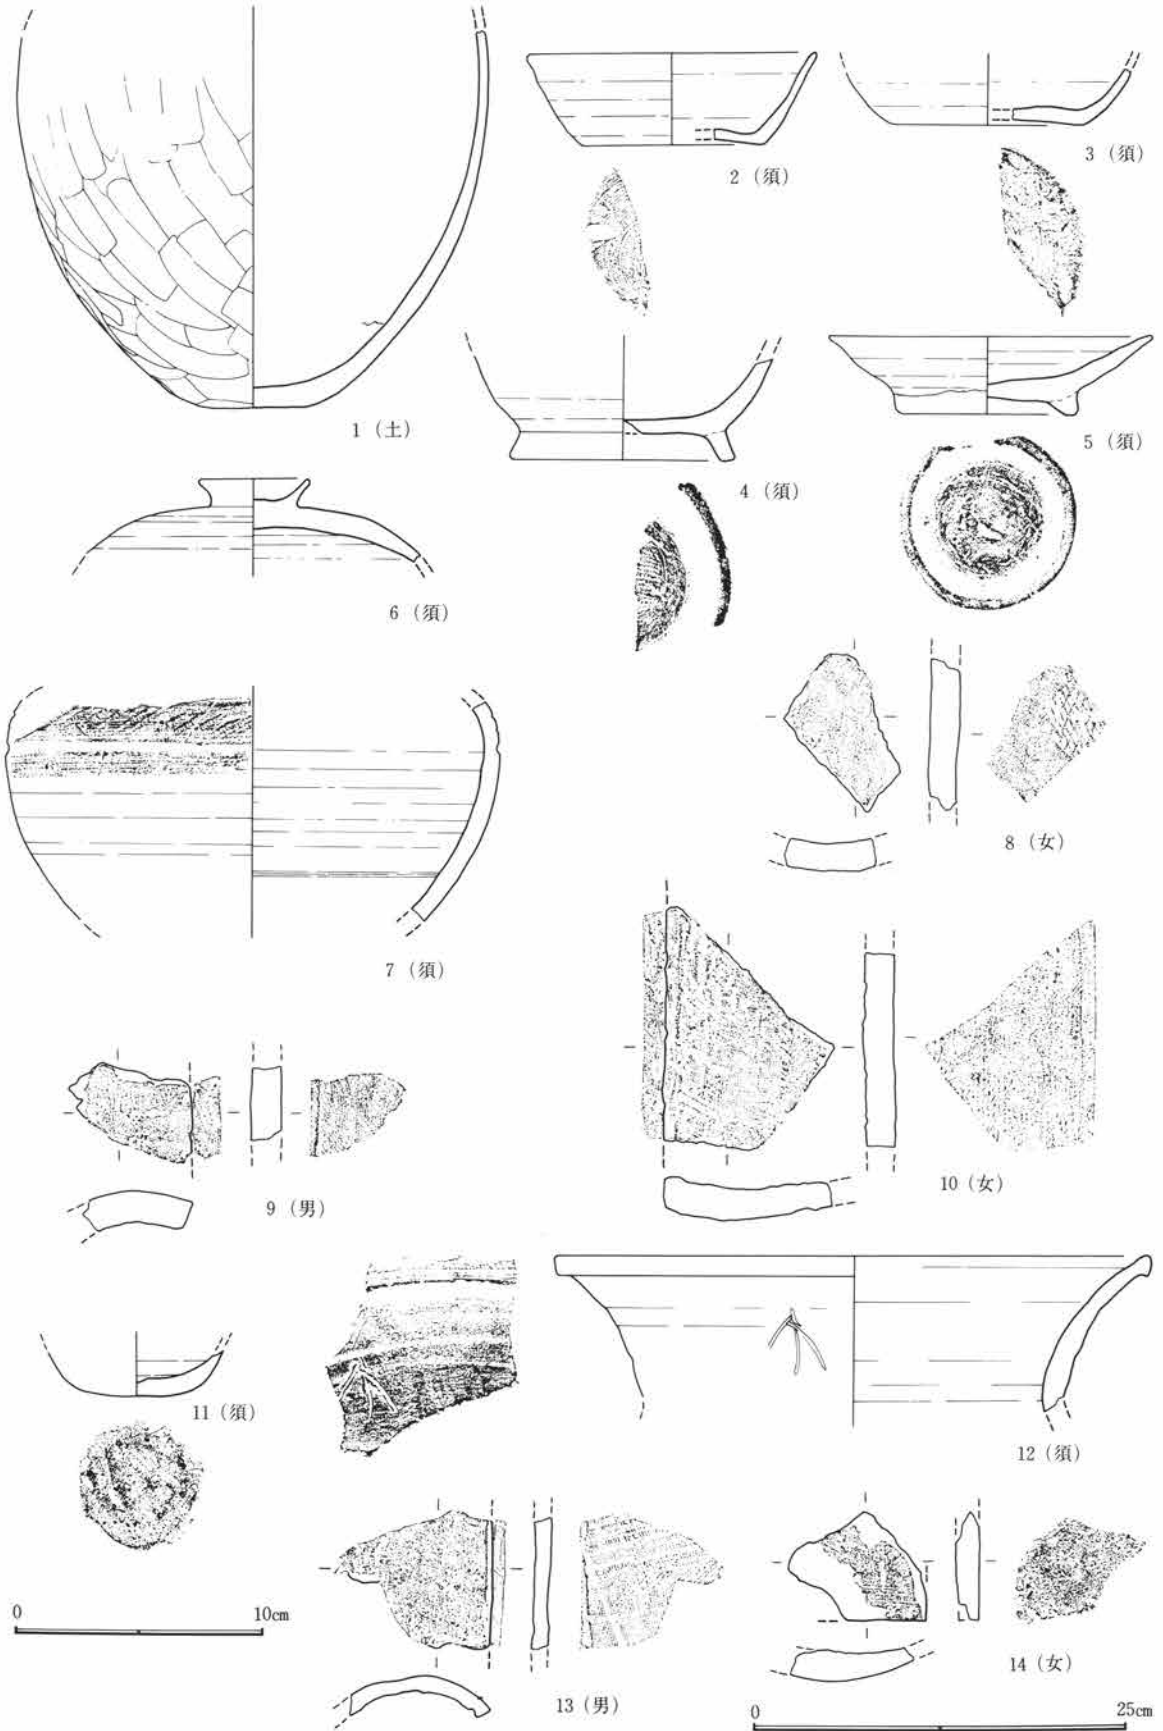 1（土）
2（須）
3（須）
4（須）
5（須）
6（須）
7（須）
8（女）
9（男）
10（女）
11（須）
12（須）
13（男）
14（女）
0 10cm
0 25cm